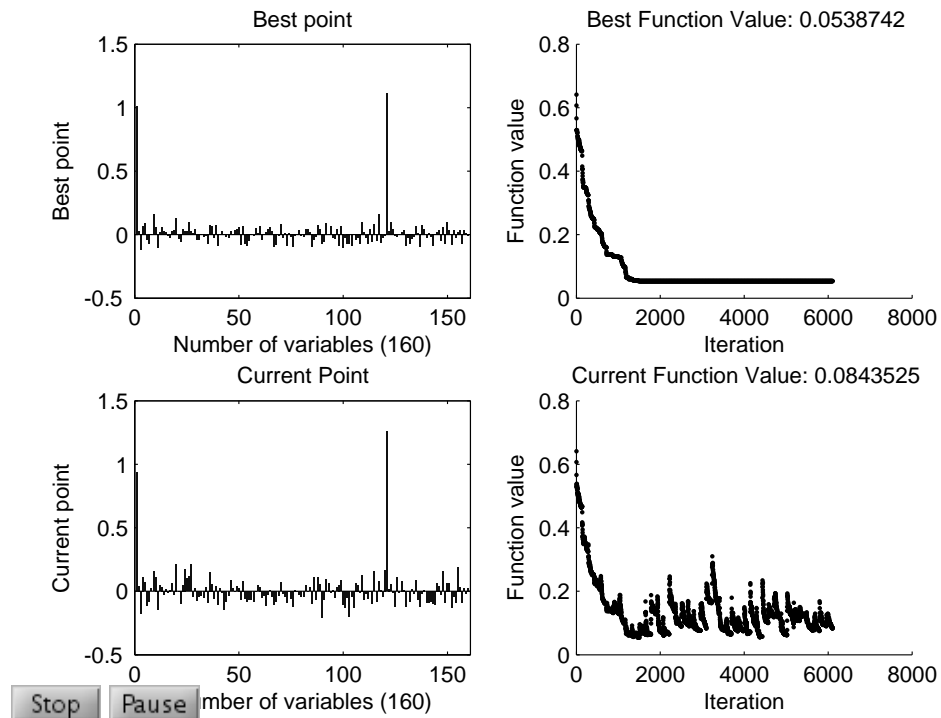 Best point
1.5
1
0.5
0
-0.5
0
50
100
150
Best point
Number of variables (160)
Best Function Value: 0.0538742
0.8
0.6
0.4
0.2
0
0
2000
4000
6000
8000
Function value
Iteration
Current Point
1.5
1
0.5
0
-0.5
0
50
100
150
Current point
umber of variables (160)
Current Function Value: 0.0843525
0.8
0.6
0.4
0.2
0
0
2000
4000
6000
8000
Function value
Iteration
Stop
Pause